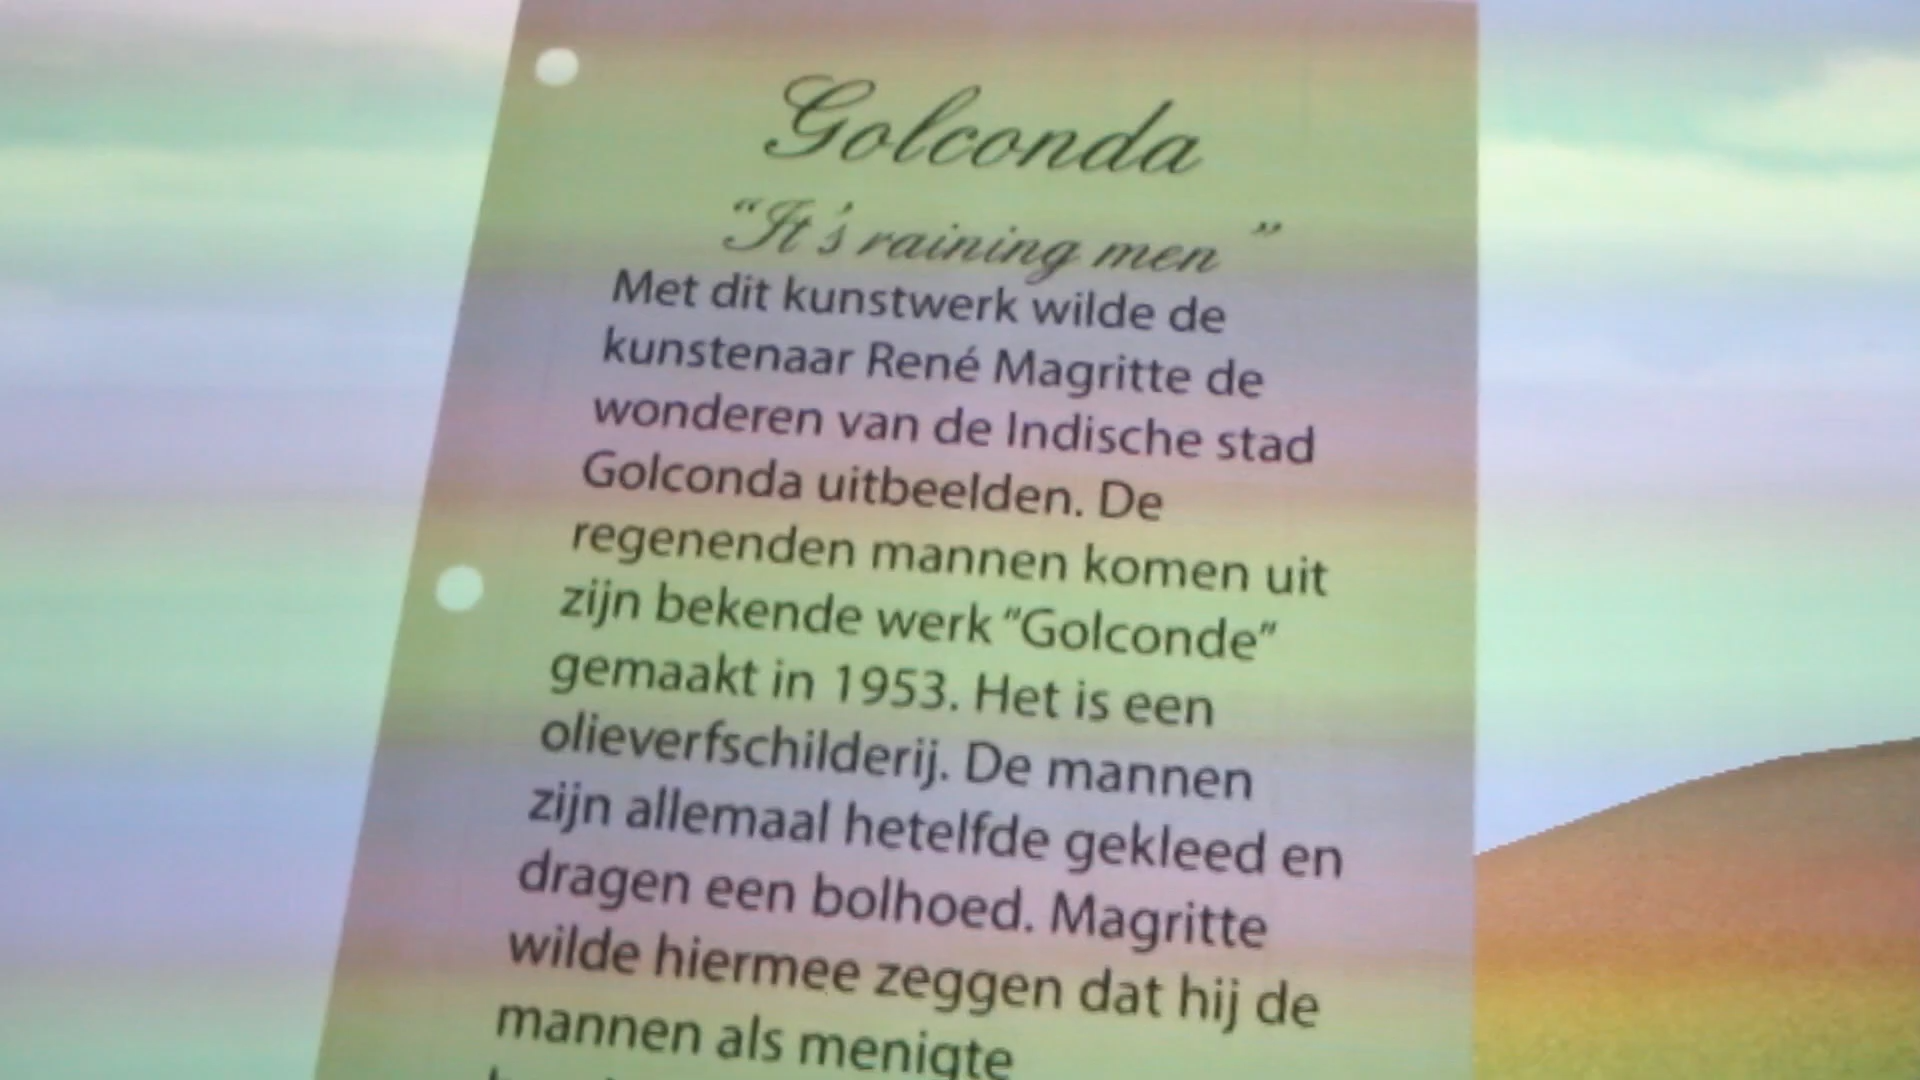 Golconda
“It's raining men ”
Met dit kunstwerk wilde de
kunstenaar René Magritte de
wonderen van de Indische stad
Golconda uitbeelden. De
regenenden mannen komen uit
zijn bekende werk “Golconde”
gemaakt in 1953. Het is een
olieverfschilderij. De mannen
zijn allemaal hetelfde gekleed en
dragen een bolhoed. Magritte
wilde hiermee zeggen dat hij de
mannen als menigte